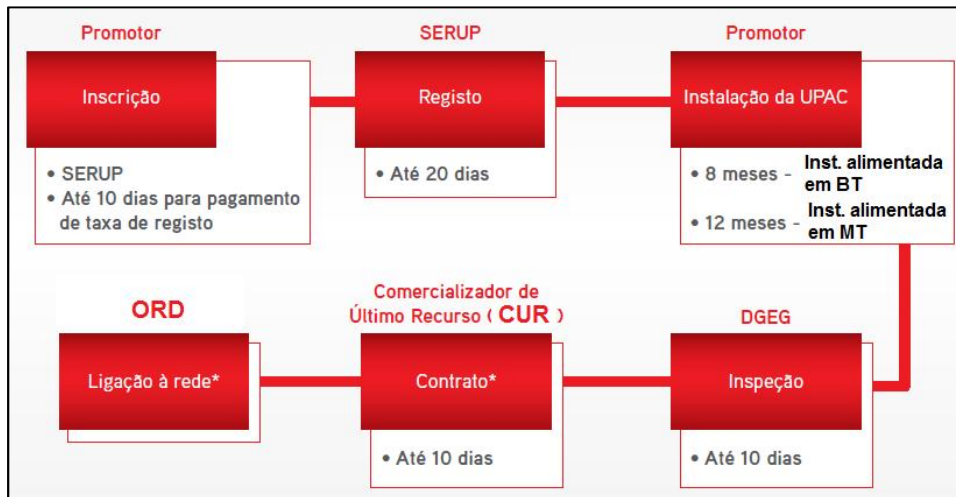 Promotor
Inscrição
• SERUP
• Até 10 dias para pagamento
de taxa de registo
SERUP
Registo
• Até 20 dias
Promotor
Instalação da UPAC
• 8 meses - Inst. alimentada
em BT
• 12 meses - Inst. alimentada
em MT
DGEG
Inspeção
• Até 10 dias
Comercializador de
Último Recurso ( CUR )
Contrato*
• Até 10 dias
ORD
Ligação à rede*